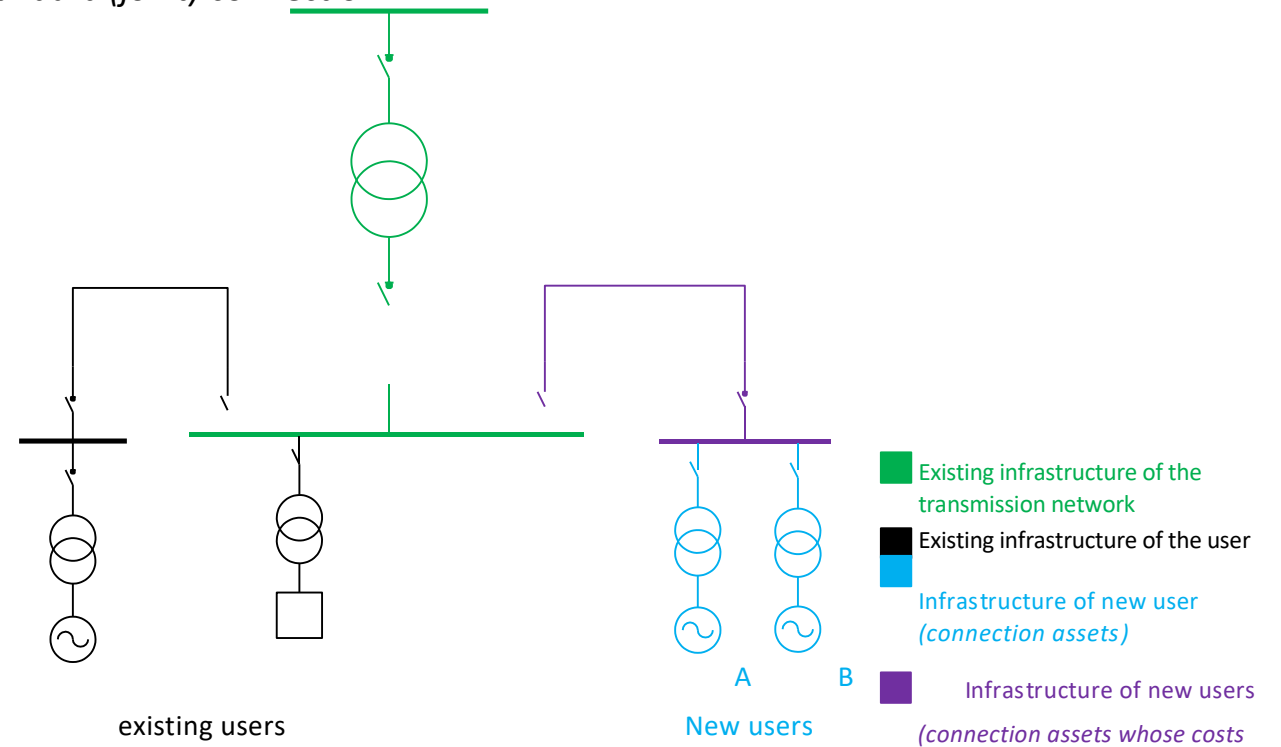 Existing infrastructure of the
transmission network
Existing infrastructure of the user
Infrastructure of new user
(connection assets)
A
B
Infrastructure of new users
existing users
New users
(connection assets whose costs